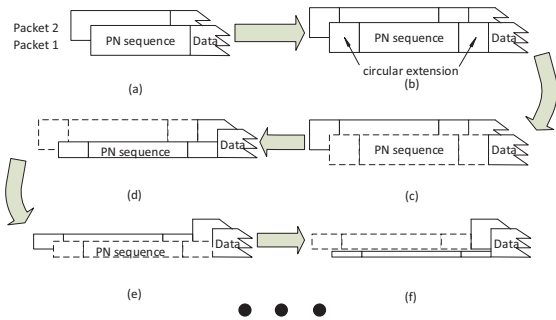 Packet 2
Packet 1
PN sequence
Data
(a)
PN sequence
Data
circular extension
(b)
PN sequence
Data
(d)
PN sequence
Data
(c)
PN sequence
Data
(e)
Data
(f)